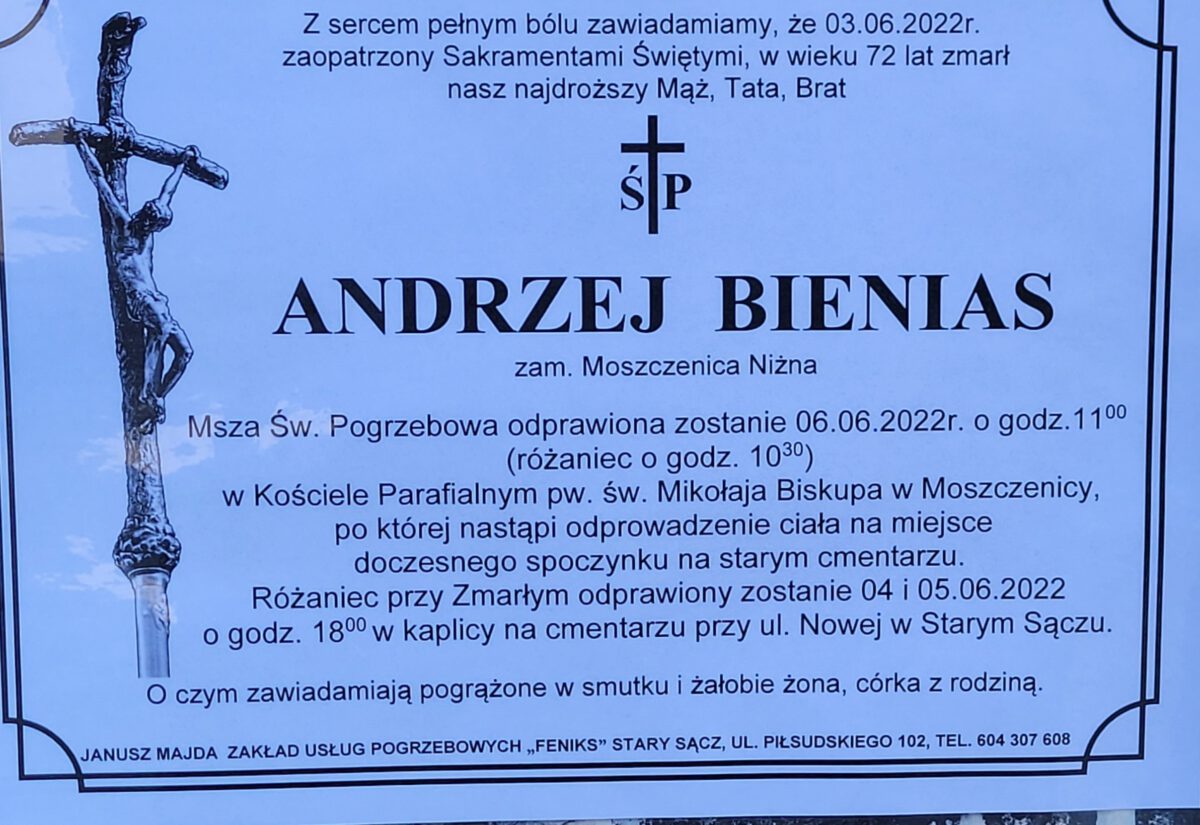 Z sercem pełnym bólu zawiadamiamy, że 03.06.2022r.
zaopatrzony Sakramentami Świętymi, w wieku 72 lat zmarł
nasz najdroższy Mąż, Tata, Brat
Ś P
ANDRZEJ BIENIAS
zam. Moszczenica Niżna
Msza Św. Pogrzebowa odprawiona zostanie 06.06.2022r. o godz.11⁰⁰
(różaniec o godz. 10³⁰)
w Kościele Parafialnym pw. św. Mikołaja Biskupa w Moszczenicy,
po której nastąpi odprowadzenie ciała na miejsce
doczesnego spoczynku na starym cmentarzu.
Różaniec przy Zmarłym odprawiony zostanie 04 i 05.06.2022
o godz. 18⁰⁰ w kaplicy na cmentarzu przy ul. Nowej w Starym Sączu.
O czym zawiadamiają pogrążone w smutku i żałobie żona, córka z rodziną.
JANUSZ MAJDA ZAKŁAD USŁUG POGRZEBOWYCH „FENIKS” STARY SĄCZ, UL. PIŁSUDSKIEGO 102, TEL. 604 307 608